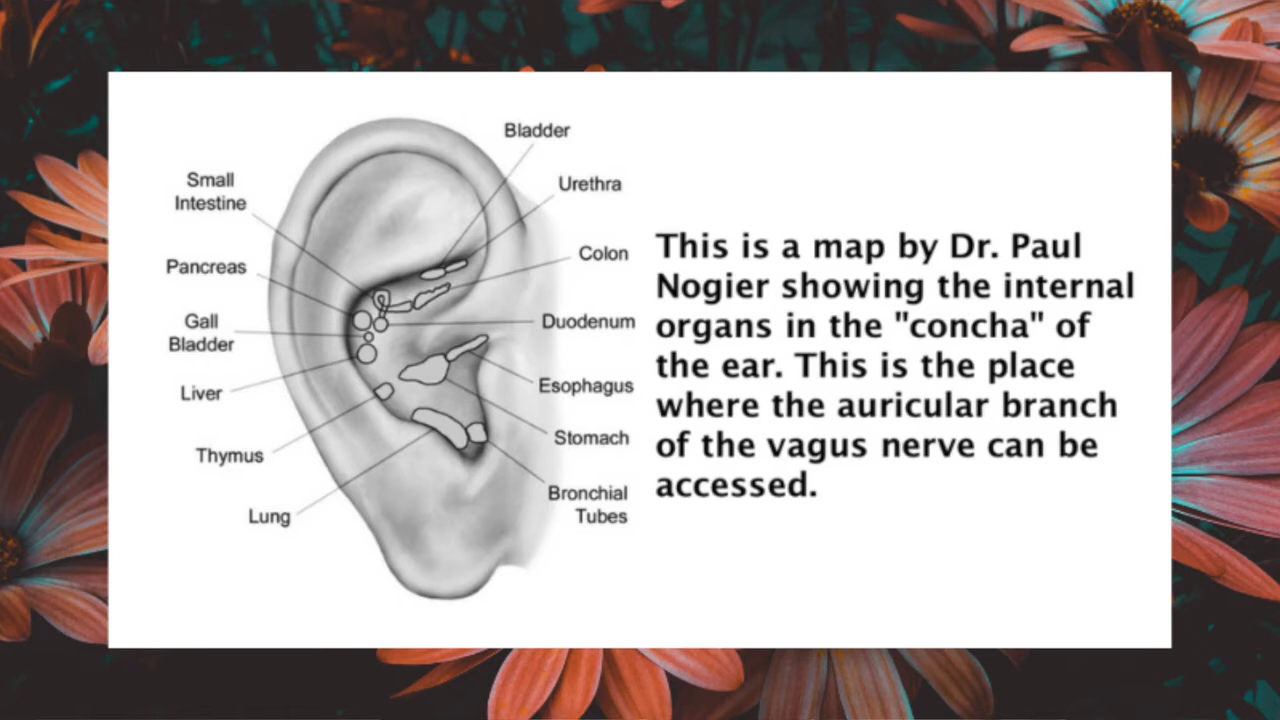 Bladder
Small
Intestine
Urethra
Colon
Pancreas
Gall
Bladder
Duodenum
Liver
Esophagus
Stomach
Thymus
Bronchial
Tubes
Lung
This is a map by Dr. Paul
Nogier showing the internal
organs in the "concha" of
the ear. This is the place
where the auricular branch
of the vagus nerve can be
accessed.